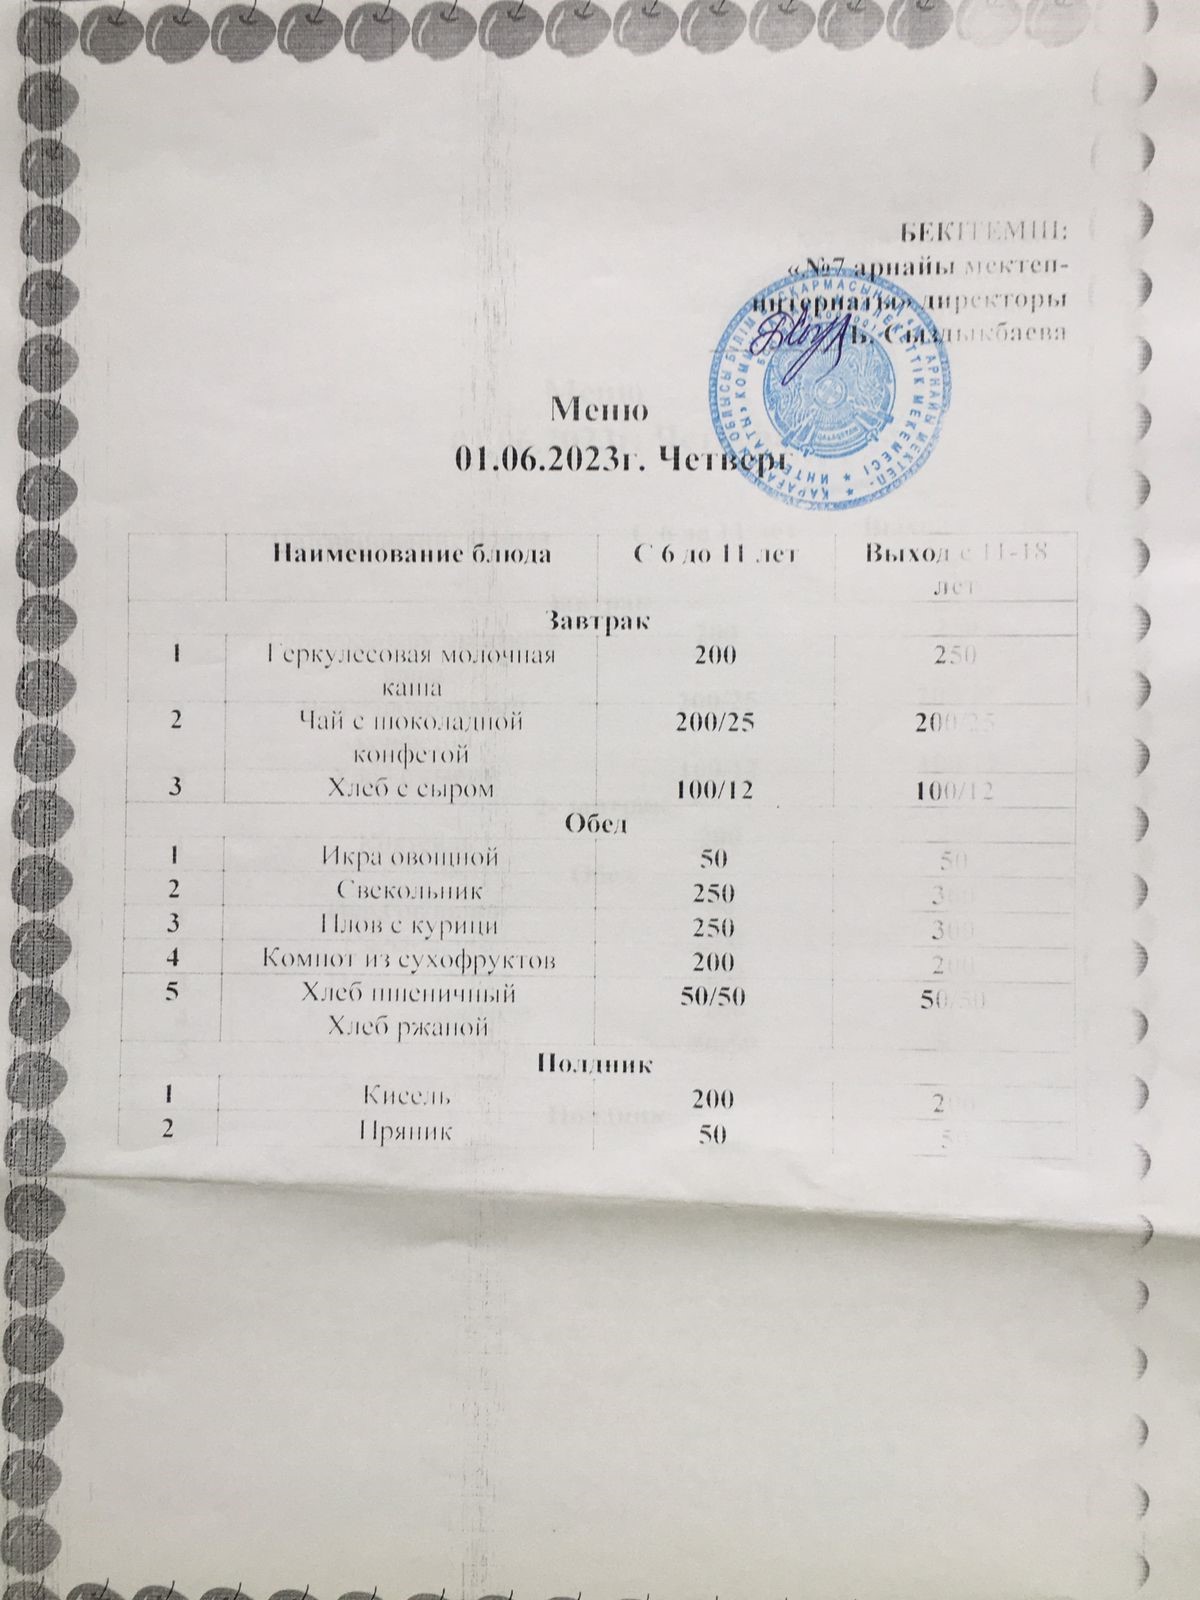 БЕКІТЕМІН:
«№7 арнайы мектеп-
интернаты» директоры
Б. Сыздыкбаева
Меню
01.06.2023г. Четверг
Наименование блюда С 6 до 11 лет Выход с 11-18
лет
Завтрак
1 Геркулесовая молочная 200 250
каша
2 Чай с шоколадной 200/25 200/25
конфетой
3 Хлеб с сыром 100/12 100/12
Обед
1 Икра овощной 50 50
2 Свекольник 250 300
3 Плов с курици 250 300
4 Компот из сухофруктов 200 200
5 Хлеб пшеничный 50/50 50/50
Хлеб ржаной
Полдник
1 Кисель 200 200
2 Пряник 50 50